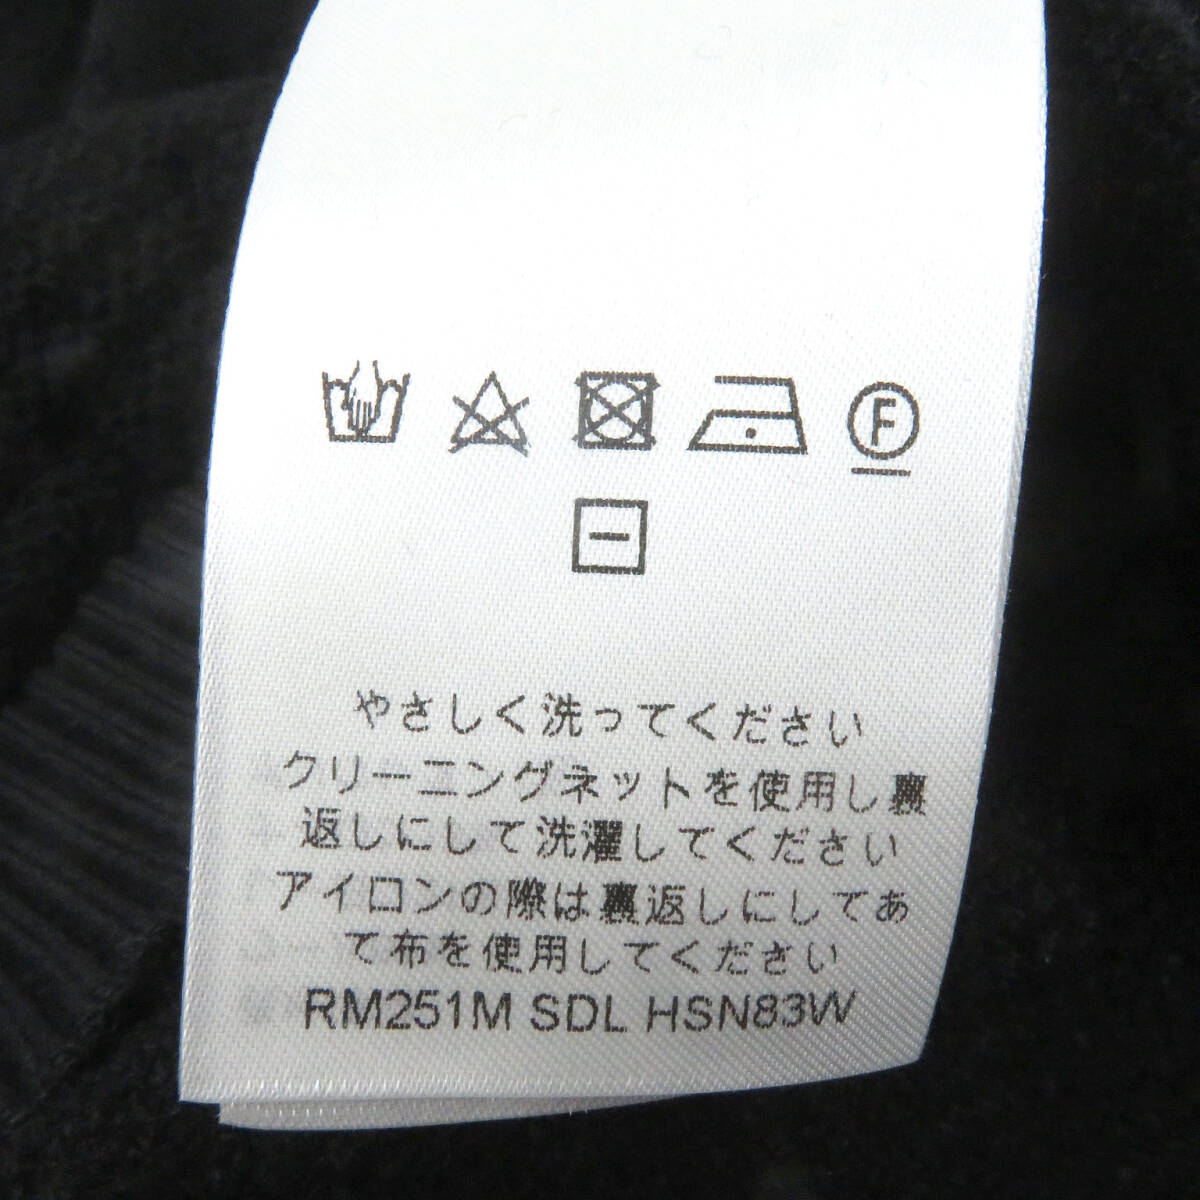 F
やさしく洗ってください
クリーニングネットを使用し裏
返しにして洗濯してください
アイロンの際は裏返しにしてあ
て布を使用してください
RM251M SDL HSN83W